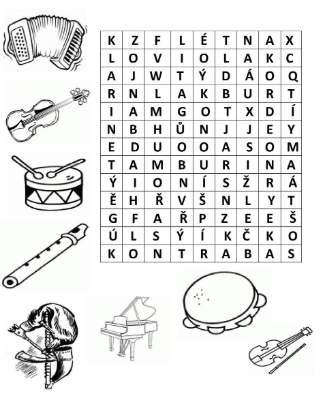 K Z F L É T N A X
L O V I O L A K C
A J W T Ý D Á O Q
R N L A K B U R T
I A M G O T X D Í
N B H Ů N J J E Y
E D U O O A S O M
T A M B U R I N A
Ý I O N Í S Ž R Á
Ě H Ř V Š N L Y T
G F A Ř P Z E E Š
Ú L S Ý Í K Č K O
K O N T R A B A S